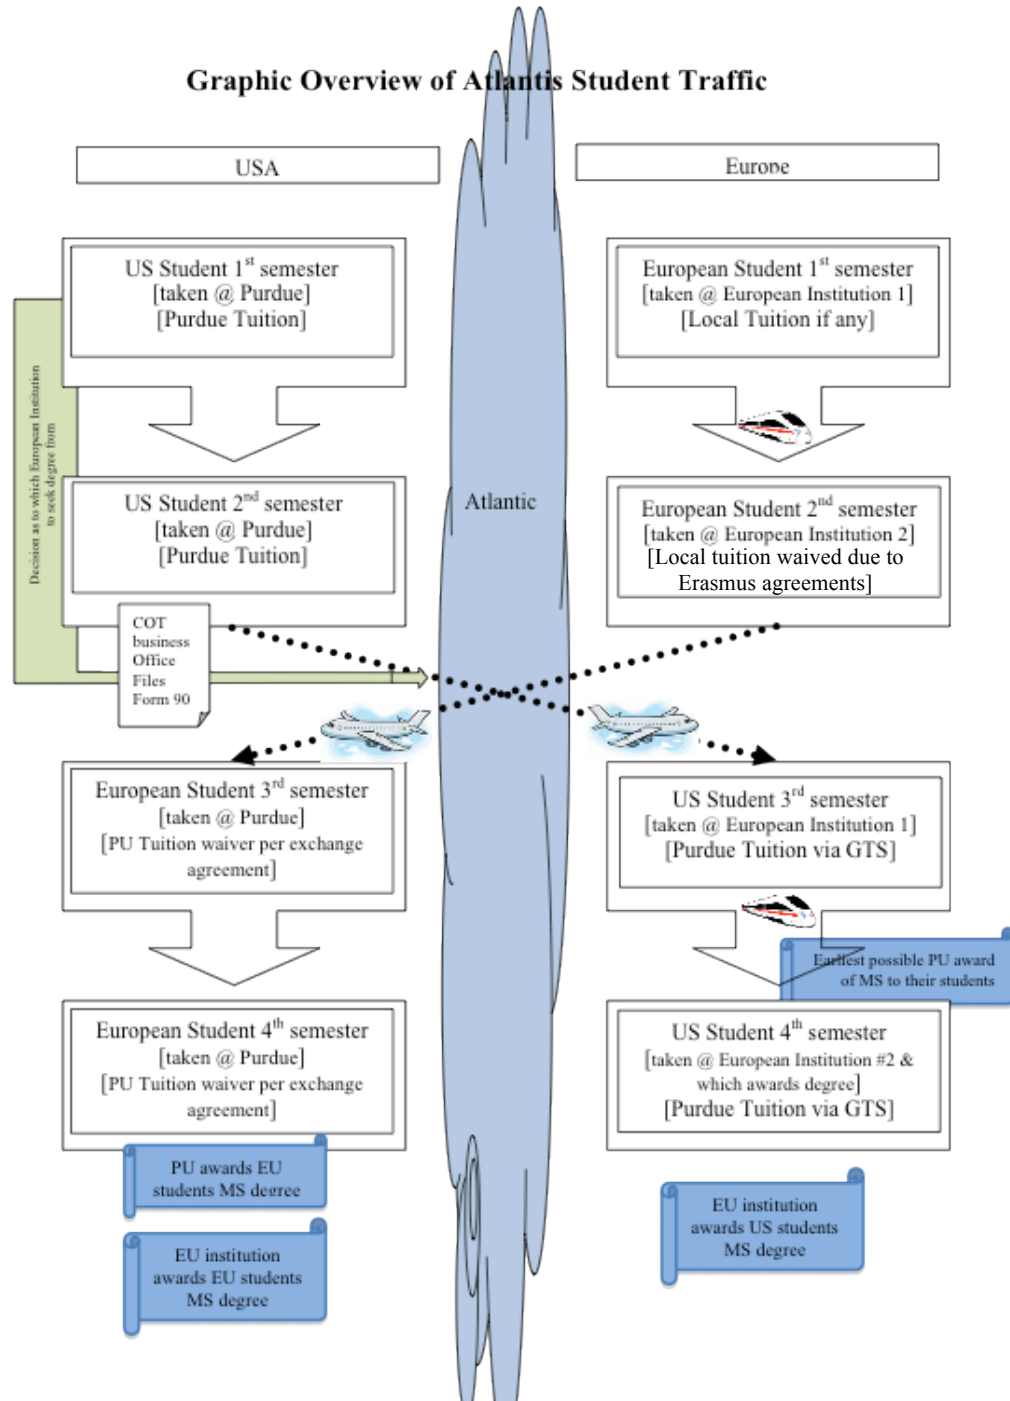 Graphic Overview of Atlantis Student Traffic
USA
Europe
US Student 1st semester
[taken @ Purdue]
[Purdue Tuition]
European Student 1st semester
[taken @ European Institution 1]
[Local Tuition if any]
Decision as to which European Institution
to seek degree from
US Student 2nd semester
[taken @ Purdue]
[Purdue Tuition]
Atlantic
European Student 2nd semester
[taken @ European Institution 2]
[Local tuition waived due to
Erasmus agreements]
COT
business
Office
Files
Form 90
European Student 3rd semester
[taken @ Purdue]
[PU Tuition waiver per exchange
agreement]
US Student 3rd semester
[taken @ European Institution 1]
[Purdue Tuition via GTS]
Earliest possible PU award
of MS to their students
European Student 4th semester
[taken @ Purdue]
[PU Tuition waiver per exchange
agreement]
US Student 4th semester
[taken @ European Institution #2 &
which awards degree]
[Purdue Tuition via GTS]
PU awards EU
students MS degree
EU institution
awards EU students
MS degree
EU institution
awards US students
MS degree